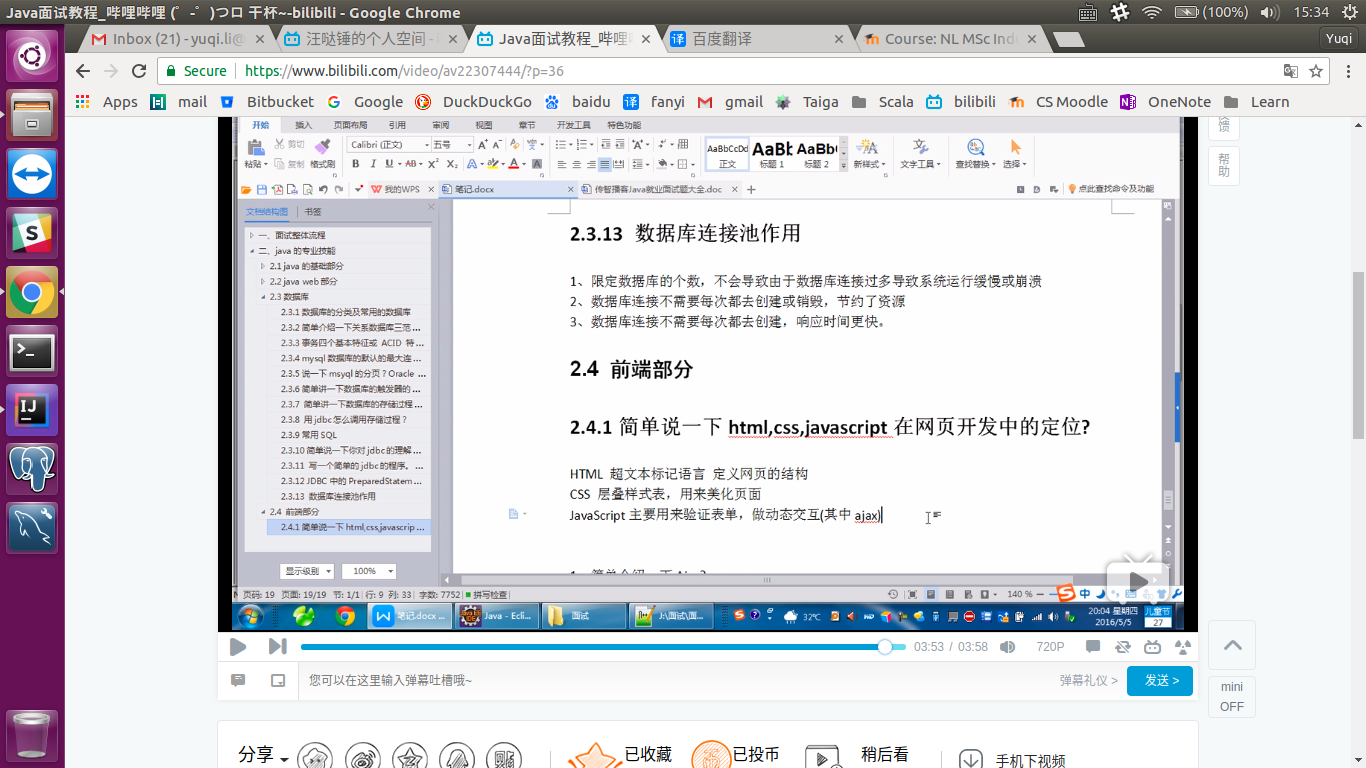 Java面试教程_哔哩哔哩 (゜-゜)つロ 干杯~-bilibili - Google Chrome
(100%) 15:34
Inbox (21) - yuqi.li@
汪哒锤的个人空间 -
Java面试教程_哔哩
百度翻译
Course: NL MSc Ind
Yuqi
Secure https://www.bilibili.com/video/av22307444/?p=36
Apps mail Bitbucket Google DuckDuckGo baidu fanyi gmail Taiga Scala bilibili CS Moodle OneNote Learn
开始 插入 页面布局 引用 审阅 视图 章节 开发工具 特色功能
粘贴 剪切 复制 格式刷
Calibri (正文) 五号
AaBbCcDd 正文 AaBb 标题 1 AaBb( 标题 2 新样式 文字工具 查找替换 选择
我的WPS 笔记.docx 传智播客Java就业面试题大全.doc 点此查找命令及功能
文档结构图 书签
一、面试整体流程
二、java 的专业技能
2.1 java 的基础部分
2.2 java web 部分
2.3 数据库
2.3.1 数据库的分类及常用的数据库
2.3.2 简单介绍一下关系数据库三范 ...
2.3.3 事务四个基本特征或 ACID 特 ...
2.3.4 mysql 数据库的默认的最大连 ...
2.3.5 说一下 msyql 的分页？Oracle ...
2.3.6 简单讲一下数据库的触发器的 ...
2.3.7 简单讲一下数据库的存储过程 ...
2.3.8 用 jdbc 怎么调用存储过程？
2.3.9 常用 SQL
2.3.10 简单说一下你对 jdbc 的理解 ...
2.3.11 写一个简单的 jdbc 的程序。 ...
2.3.12 JDBC 中的 PreparedStatem ...
2.3.13 数据库连接池作用
2.4 前端部分
2.4.1 简单说一下 html,css,javascrip ...
显示级别 100%
2.3.13 数据库连接池作用
1、限定数据库的个数，不会导致由于数据库连接过多导致系统运行缓慢或崩溃
2、数据库连接不需要每次都去创建或销毁，节约了资源
3、数据库连接不需要每次都去创建，响应时间更快。
2.4 前端部分
2.4.1 简单说一下 html,css,javascript 在网页开发中的定位?
HTML 超文本标记语言 定义网页的结构
CSS 层叠样式表，用来美化页面
JavaScript 主要用来验证表单，做动态交互(其中 ajax)
页码: 19 页面: 19/19 节: 1/1 行: 9 列: 33 字数: 7752 拼写检查
140 %
笔记.docx ... Java - Ecli... 面试 J:\面试\面...
32℃
20:04 星期四
2016/5/5
儿童节
27
03:53 / 03:58 720P
您可以在这里输入弹幕吐槽哦~ 弹幕礼仪 > 发送 >
馈
帮助
mini
OFF
分享 已收藏 已投币 稍后看 手机下视频